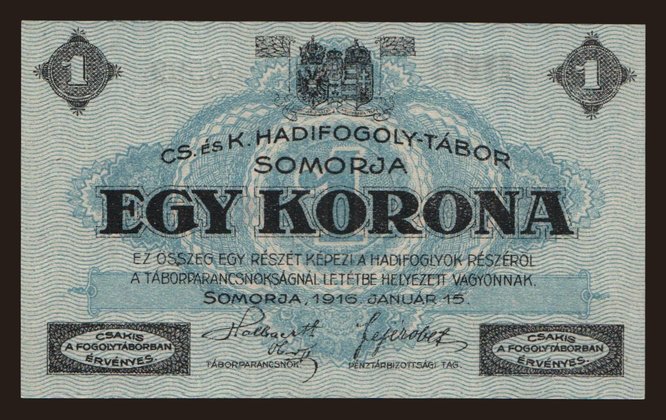 1 1
CS. ÉS K. HADIFOGOLY-TÁBOR
SOMORJA
EGY KORONA
EZ ÖSSZEG EGY RÉSZÉT KÉPEZI A HADIFOGLYOK RÉSZÉRŐL
A TÁBORPARANCSNOKSÁGNÁL LETÉTBE HELYEZETT VAGYONNAK.
SOMORJA, 1916. JANUÁR 15.
CSAKIS
A FOGOLYTÁBORBAN
ÉRVÉNYES.
TÁBORPARANCSNOK.
PÉNZTÁRBIZOTTSÁGI TAG.
CSAKIS
A FOGOLYTÁBORBAN
ÉRVÉNYES.